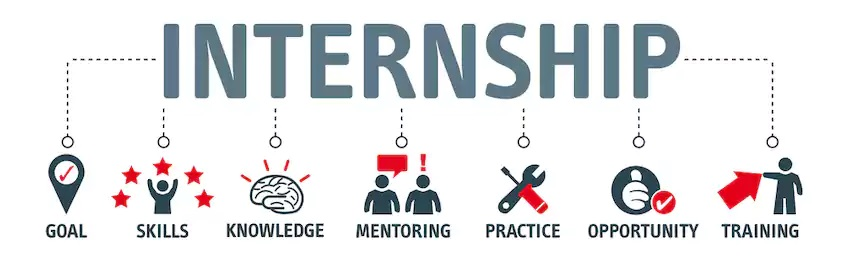 INTERNSHIP
GOAL SKILLS KNOWLEDGE MENTORING PRACTICE OPPORTUNITY TRAINING